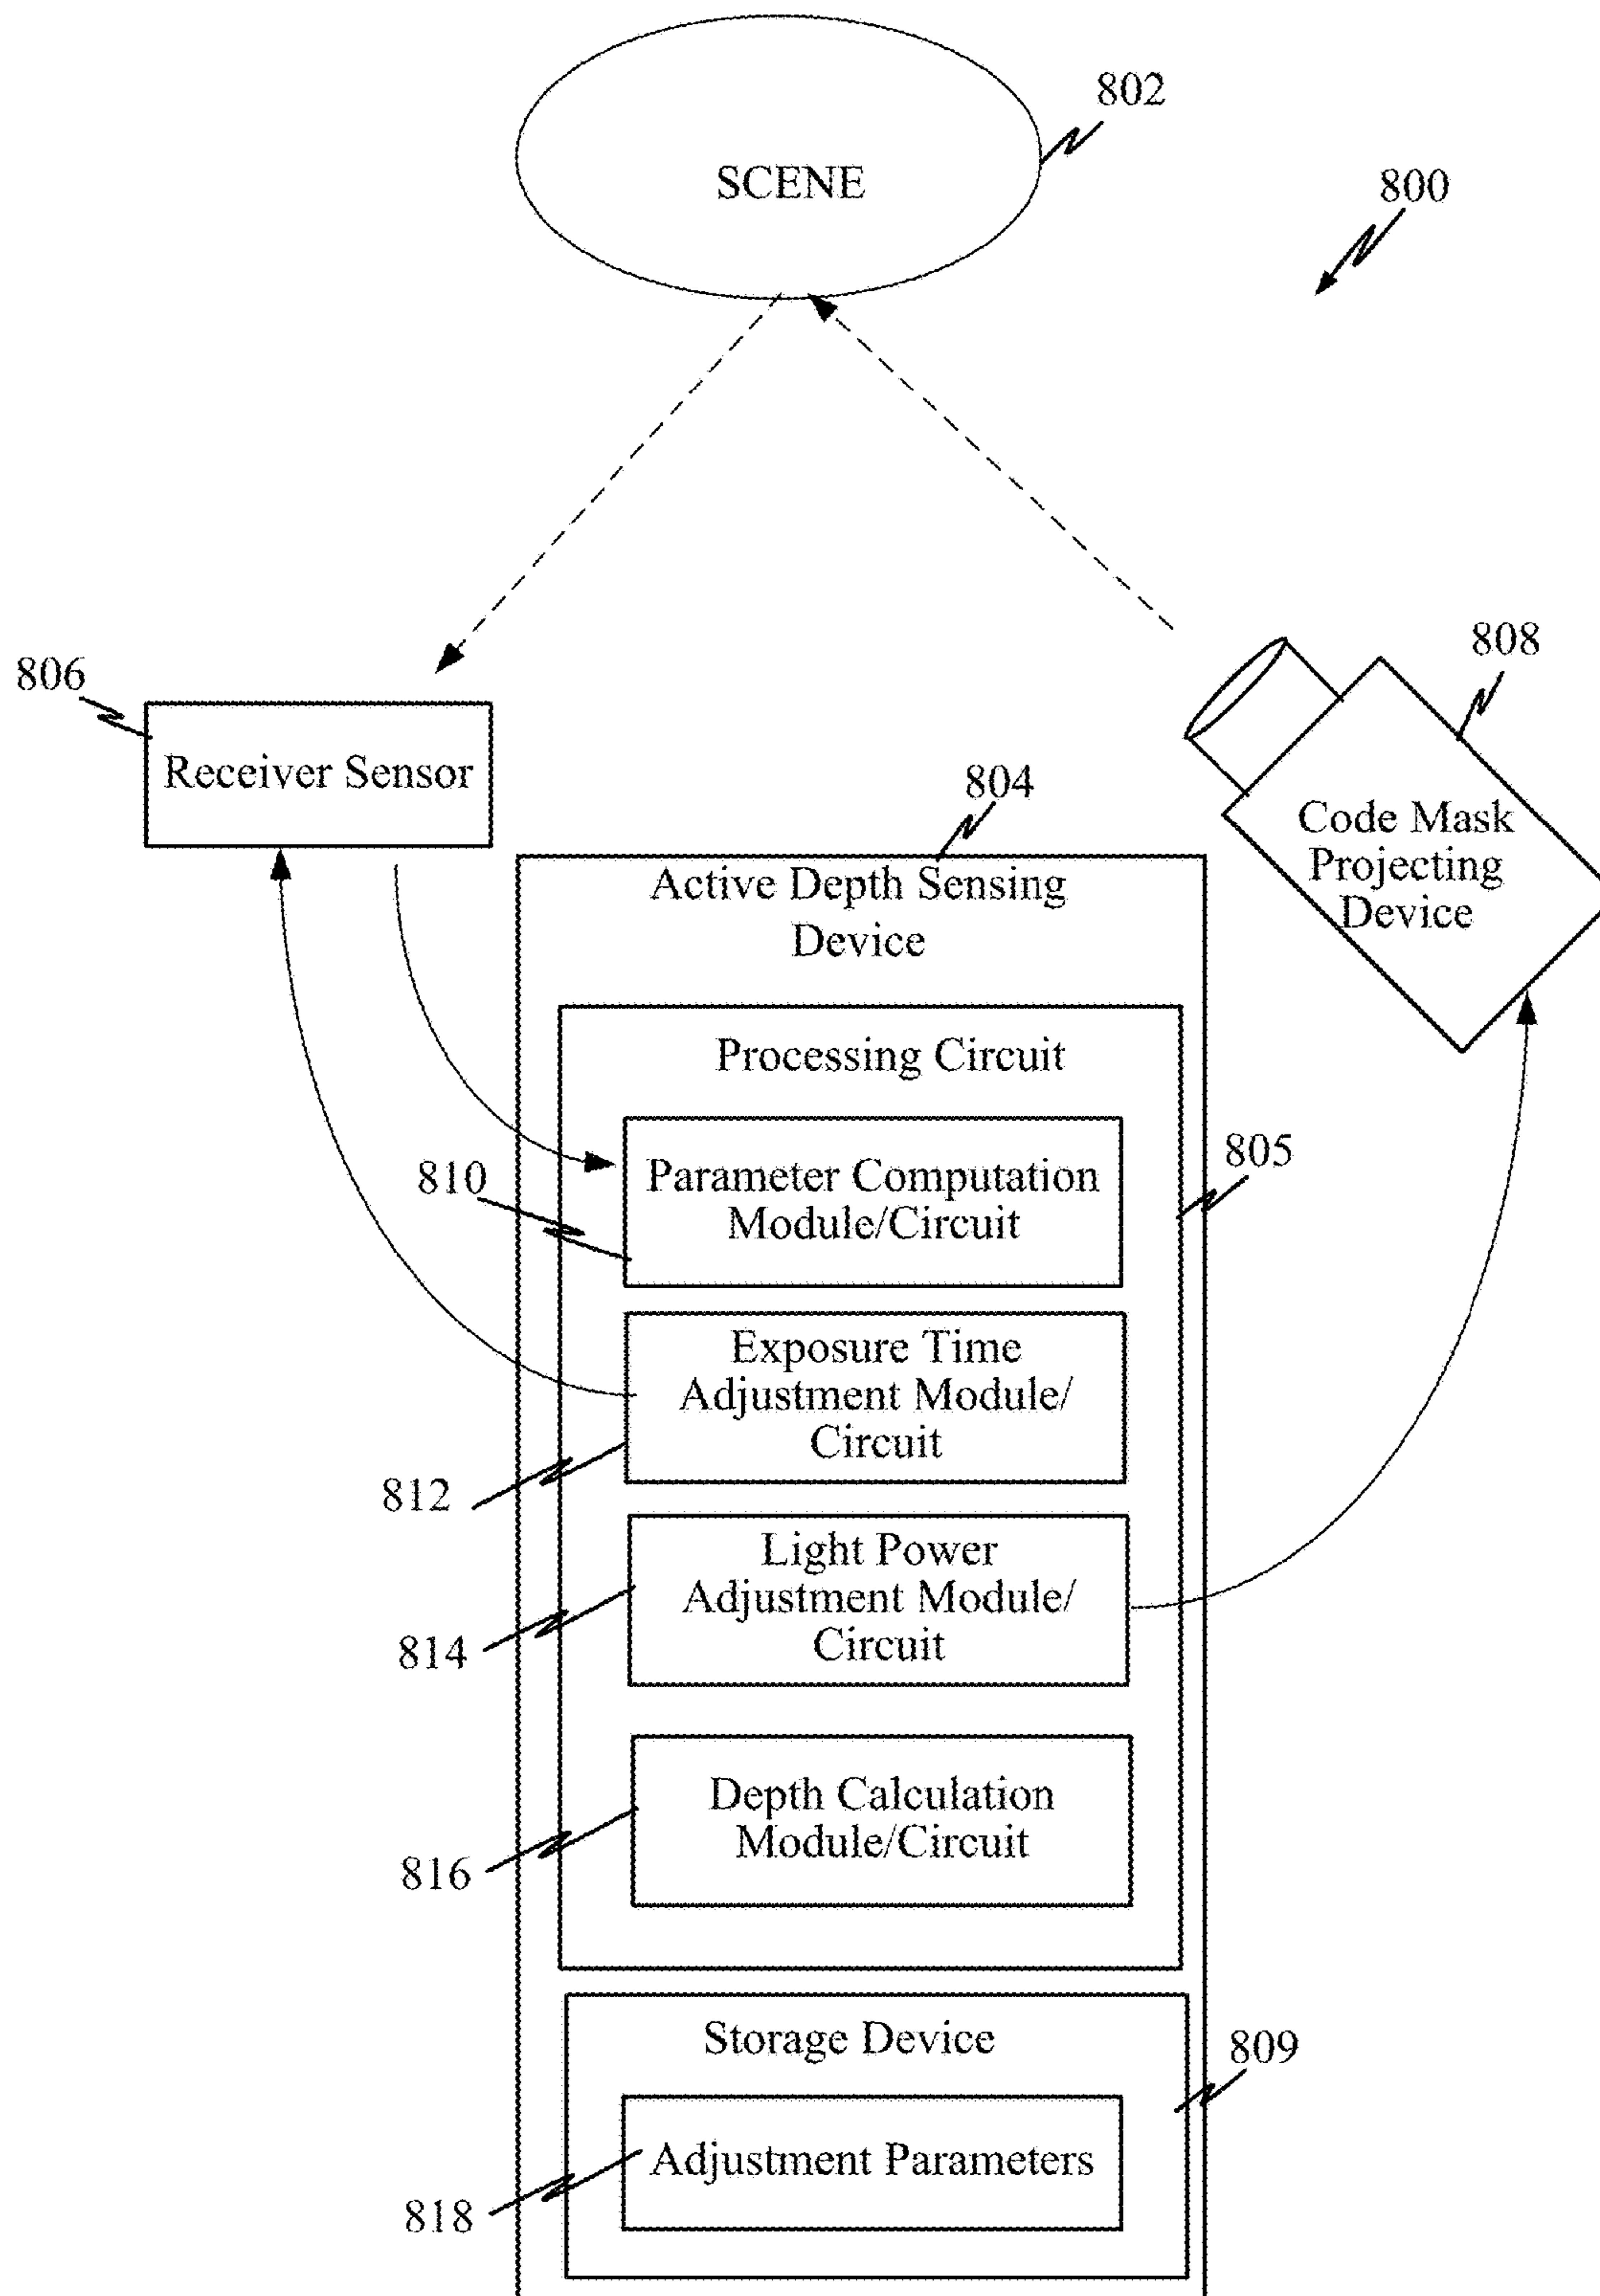 802
SCENE
800
806
808
Receiver Sensor
804
Code Mask
Projecting
Device
Active Depth Sensing
Device
Processing Circuit
805
810
Parameter Computation
Module/Circuit
Exposure Time
Adjustment Module/
Circuit
812
Light Power
Adjustment Module/
Circuit
814
Depth Calculation
Module/Circuit
816
Storage Device
809
Adjustment Parameters
818